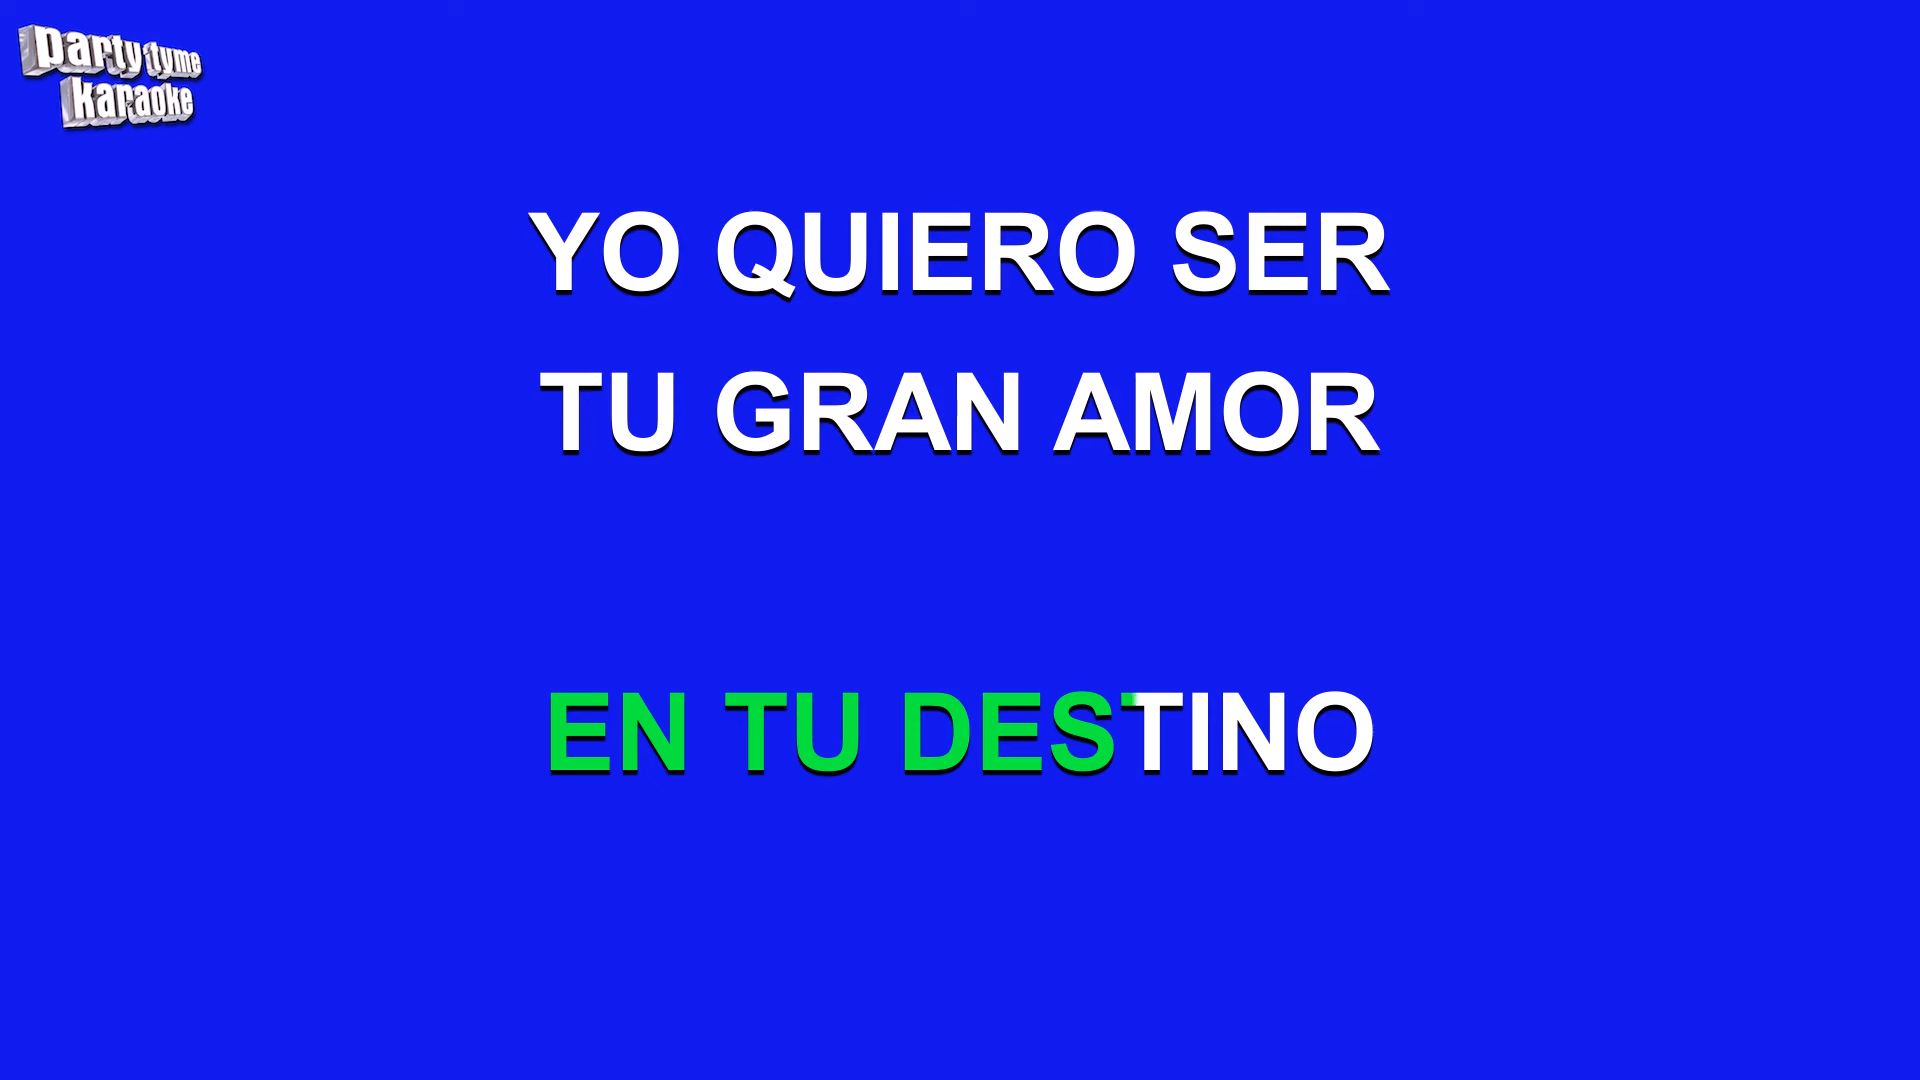 party tyme
karaoke
YO QUIERO SER
TU GRAN AMOR
EN TU DESTINO